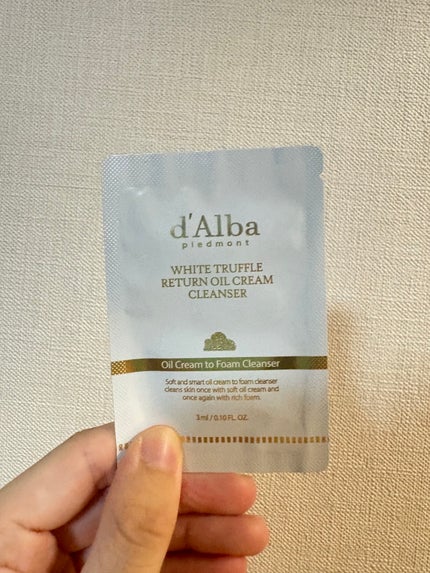 d'Alba
piedmont
WHITE TRUFFLE
RETURN OIL CREAM
CLEANSER
Oil Cream to Foam Cleanser
Soft and smart oil cream to foam cleanser
cleans skin once with soft oil cream and
once again with rich foam.
3 ml / 0.10 FL. OZ.